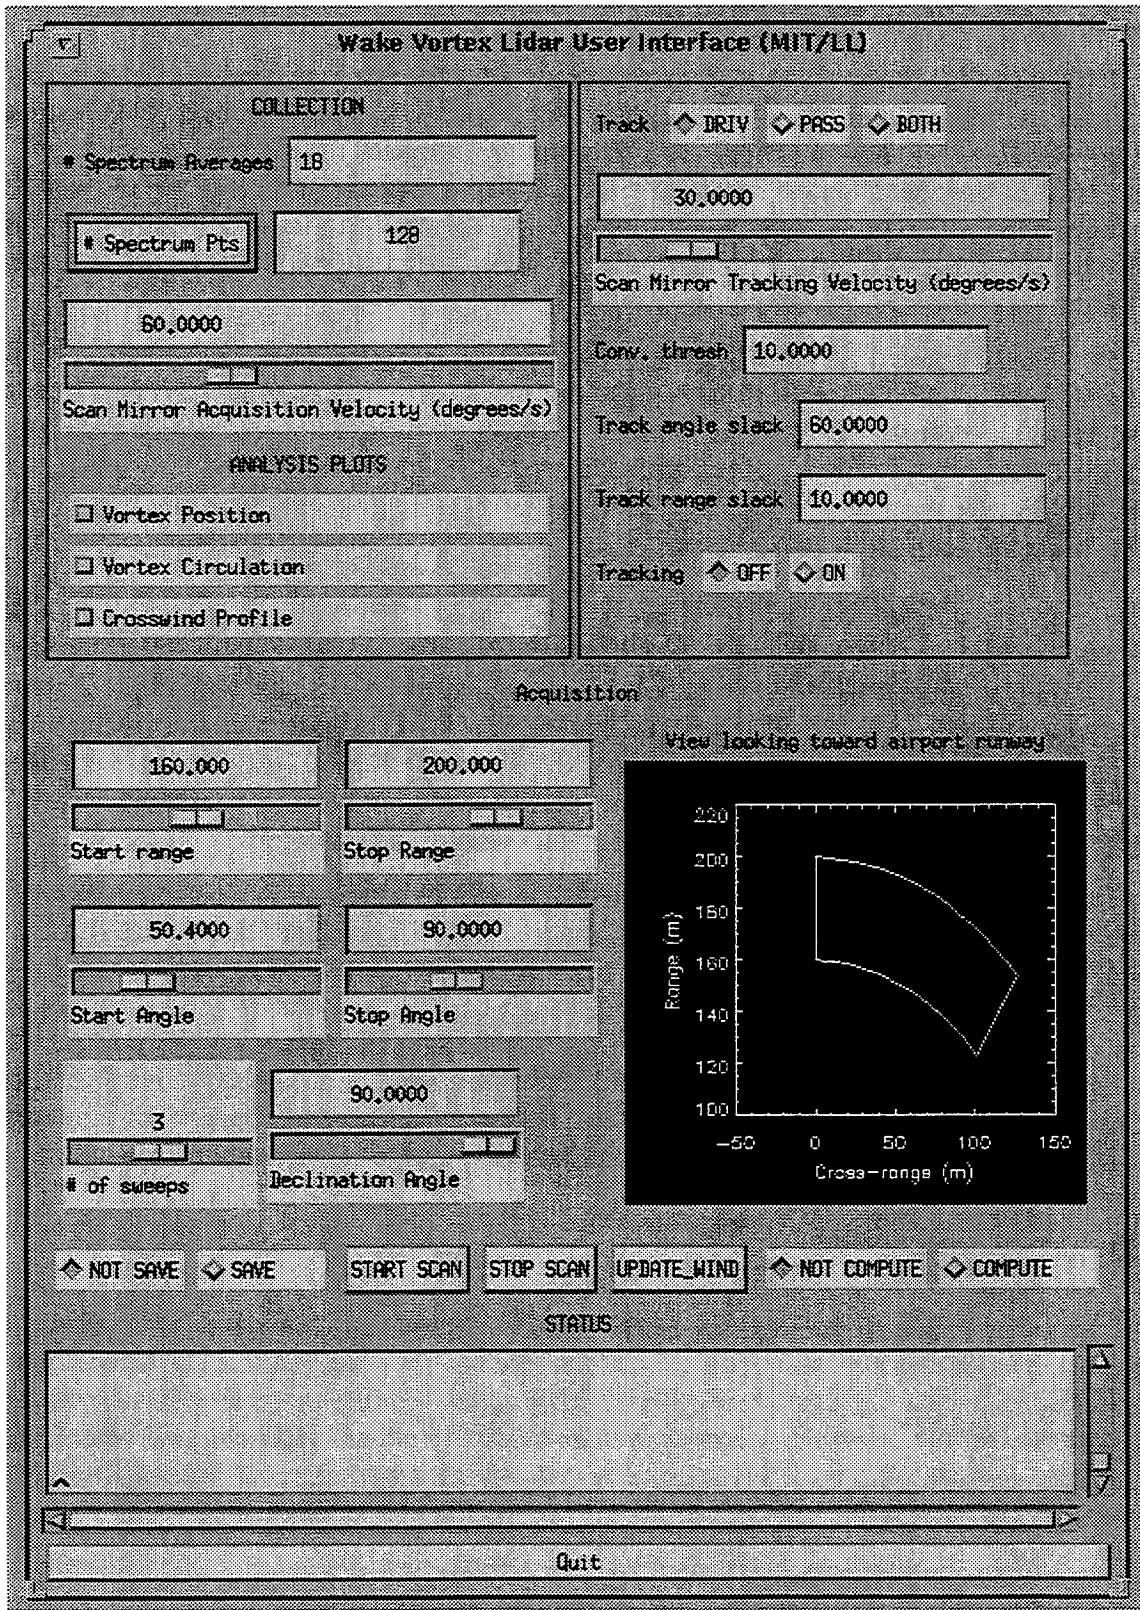 Wake Vortex Lidar User Interface (MIT/LL)
COLLECTION
# Spectrum Averages 18
# Spectrum Pts 128
60.0000
Scan Mirror Acquisition Velocity (degrees/s)
ANALYSIS PLOTS
Vortex Position
Vortex Circulation
Crosswind Profile
Track DRIV PASS BOTH
30.0000
Scan Mirror Tracking Velocity (degrees/s)
Conv. thresh 10.0000
Track angle slack 60.0000
Track range slack 10.0000
Tracking OFF ON
Acquisition
160.000 200.000
Start range Stop Range
50.4000 90.0000
Start Angle Stop Angle
3 90.0000
# of sweeps Declination Angle
View looking toward airport runway
220
200
180
160
140
120
100
Range (m)
-50 0 50 100 150
Cross-range (m)
NOT SAVE SAVE START SCAN STOP SCAN UPDATE_WIND NOT COMPUTE COMPUTE
STATUS
Quit